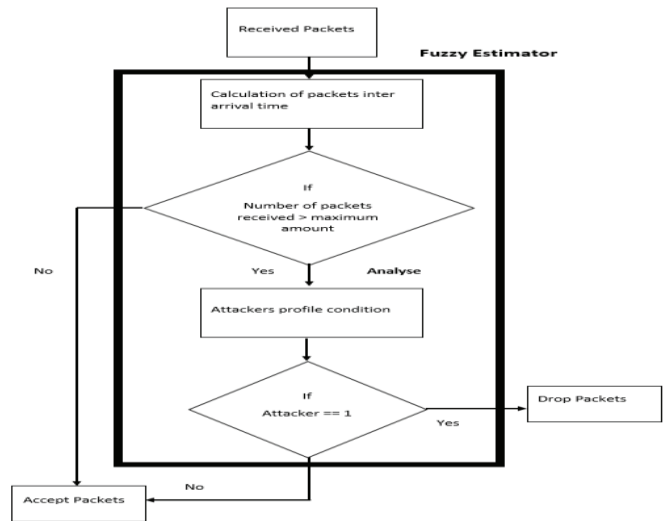 Received Packets
Fuzzy Estimator
Calculation of packets inter
arrival time
If
Number of packets
received > maximum
amount
No
Yes
Analyse
Attackers profile condition
If
Attacker == 1
Yes
Drop Packets
No
Accept Packets